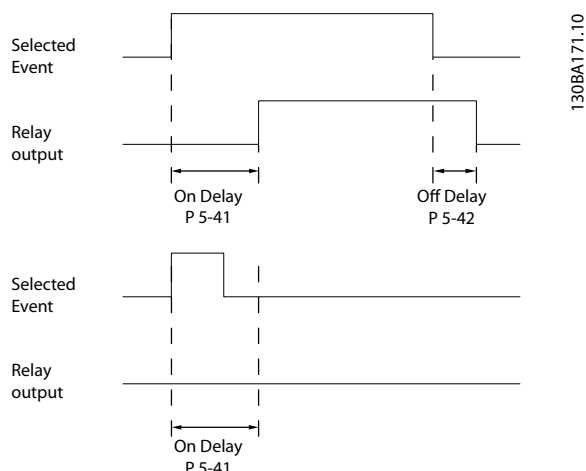 Selected
Event
Relay
output
On Delay
P 5-41
Off Delay
P 5-42
Selected
Event
Relay
output
On Delay
P 5-41
130BA171.10